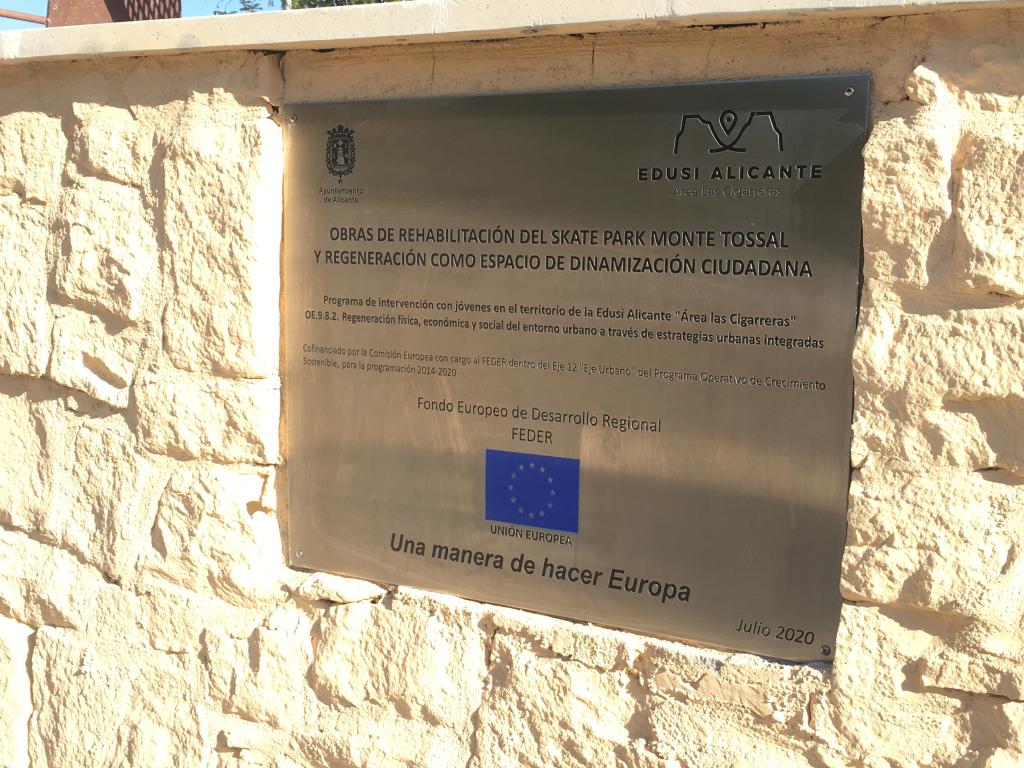 Ayuntamiento
de Alicante
EDUSI ALICANTE
Área Las Cigarreras
OBRAS DE REHABILITACIÓN DEL SKATE PARK MONTE TOSSAL
Y REGENERACIÓN COMO ESPACIO DE DINAMIZACIÓN CIUDADANA
Programa de intervención con jóvenes en el territorio de la Edusi Alicante "Área las Cigarreras"
OE.9.8.2. Regeneración física, económica y social del entorno urbano a través de estrategias urbanas integradas
Cofinanciado por la Comisión Europea con cargo al FEDER dentro del Eje 12 "Eje Urbano" del Programa Operativo de Crecimiento
Sostenible, para la programación 2014-2020
Fondo Europeo de Desarrollo Regional
FEDER
UNIÓN EUROPEA
Una manera de hacer Europa
Julio 2020